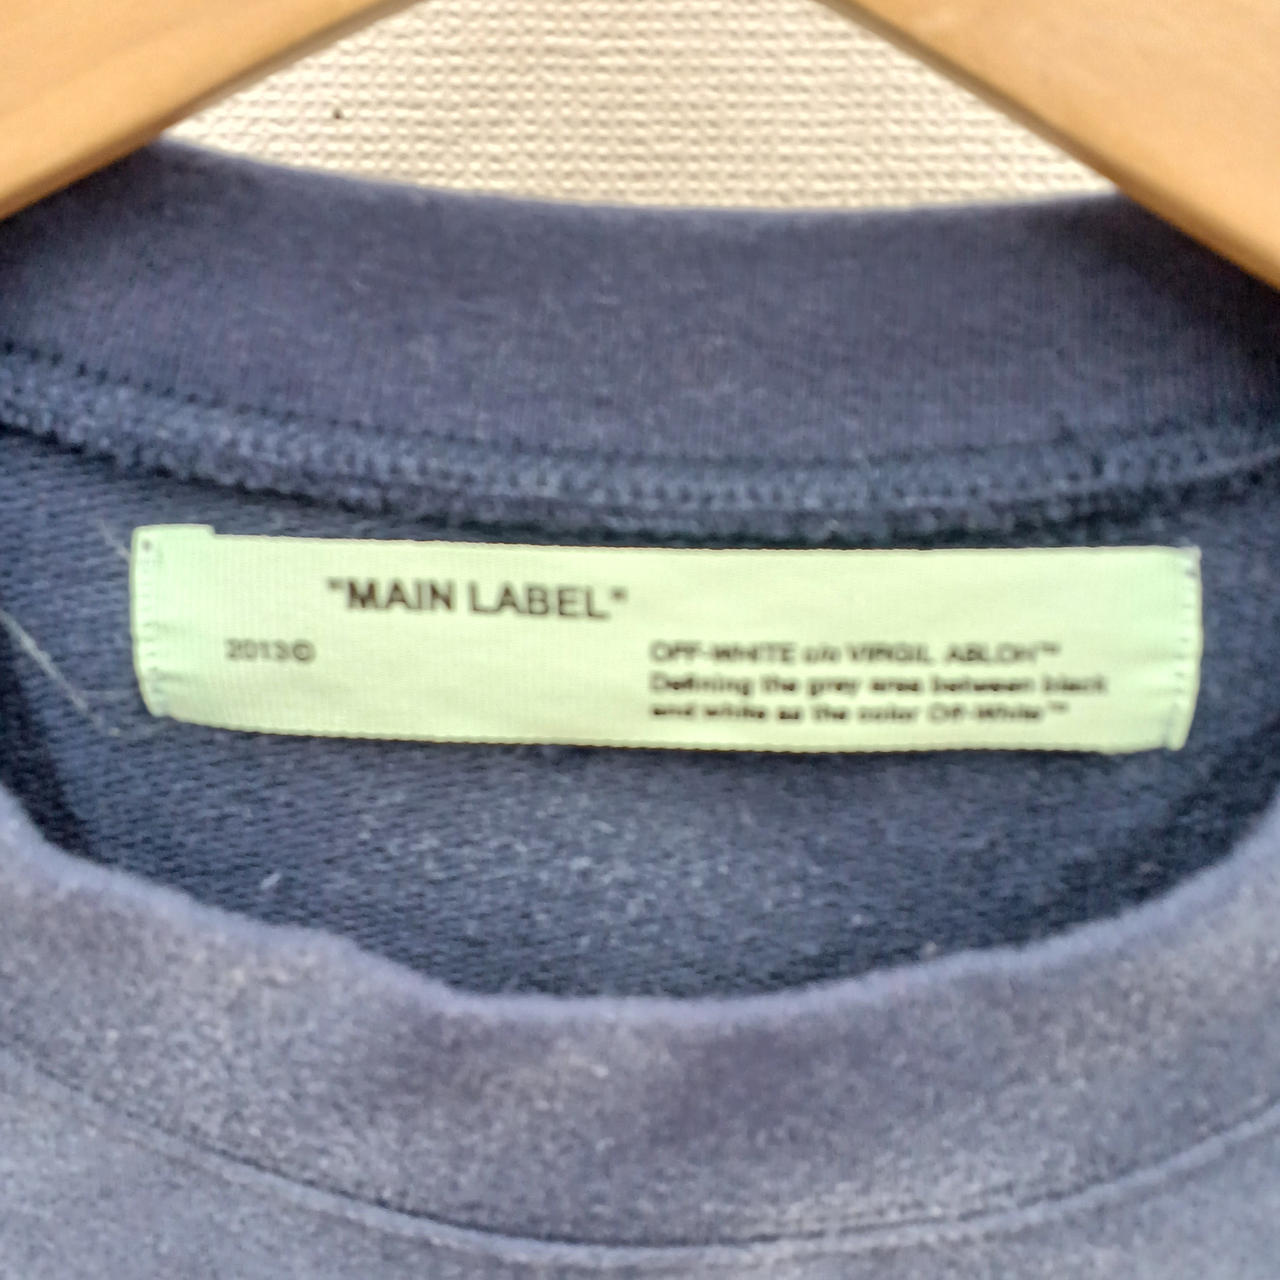 "MAIN LABEL"
2013©
OFF-WHITE c/o VIRGIL ABLOH™
Defining the grey area between black
and white as the color Off-White™